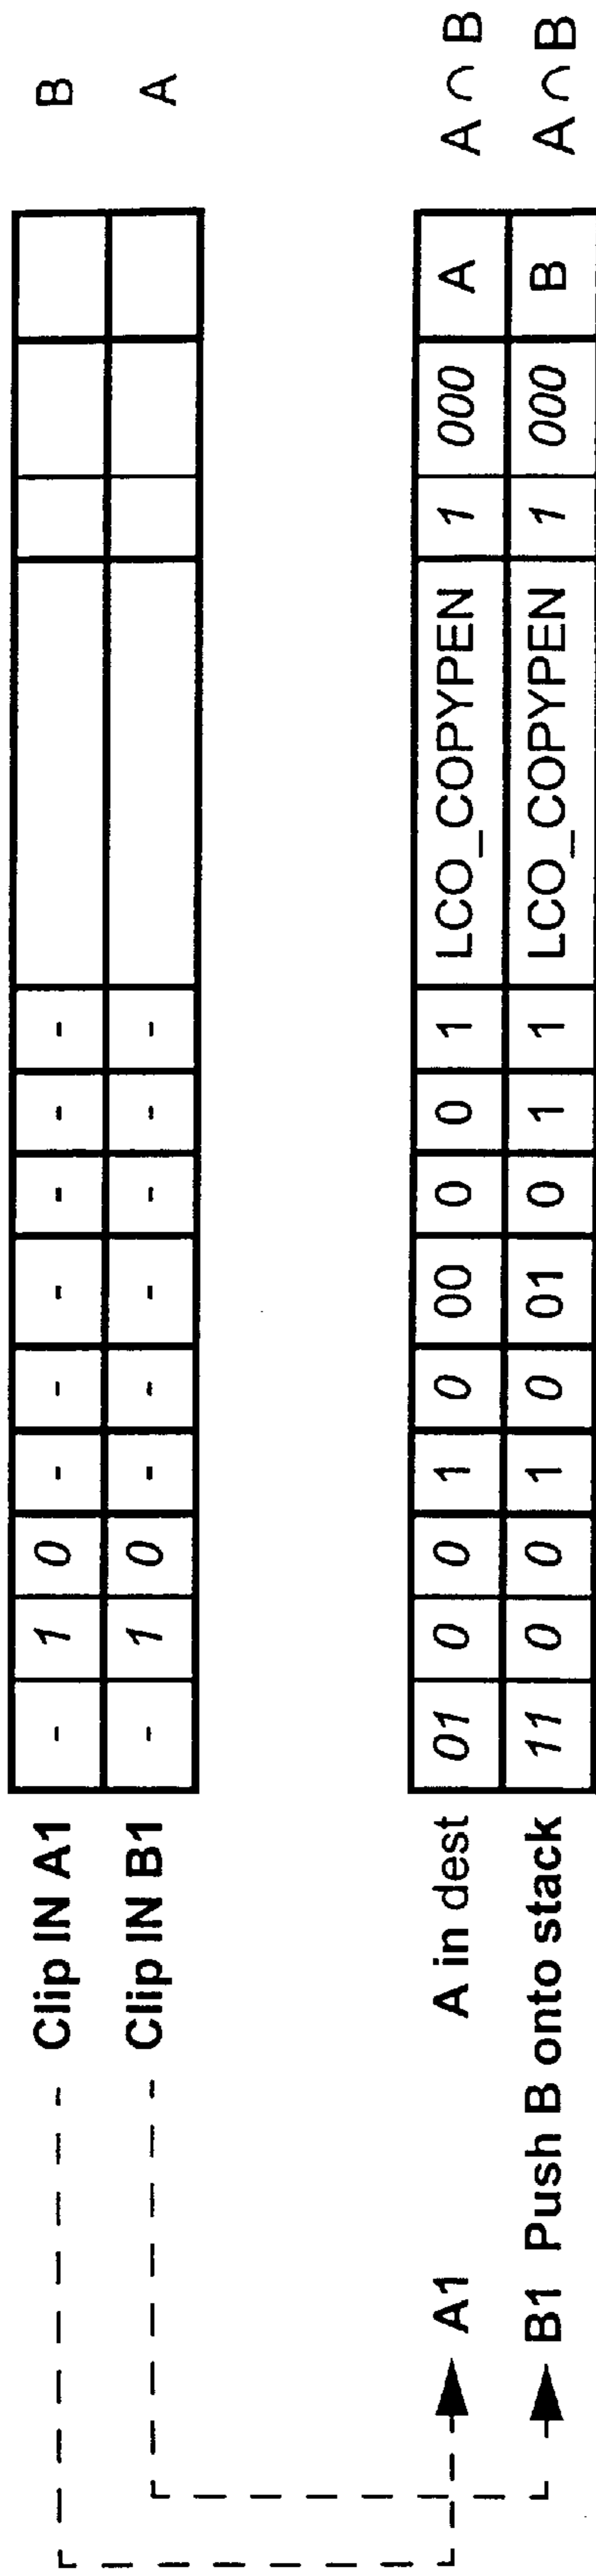 Clip IN A1 - 1 0 - - - - - - B
Clip IN B1 - 1 0 - - - - - - A
A1 A in dest 01 0 0 1 0 00 0 0 1 LCO_COPYPEN 1 000 A A ∩ B
B1 Push B onto stack 11 0 0 1 0 01 0 1 1 LCO_COPYPEN 1 000 B A ∩ B